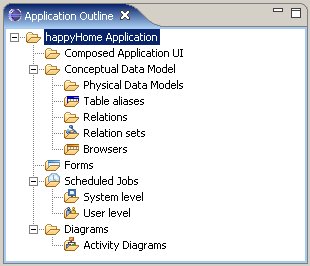 Application Outline
happyHome Application
Composed Application UI
Conceptual Data Model
Physical Data Models
Table aliases
Relations
Relation sets
Browsers
Forms
Scheduled Jobs
System level
User level
Diagrams
Activity Diagrams